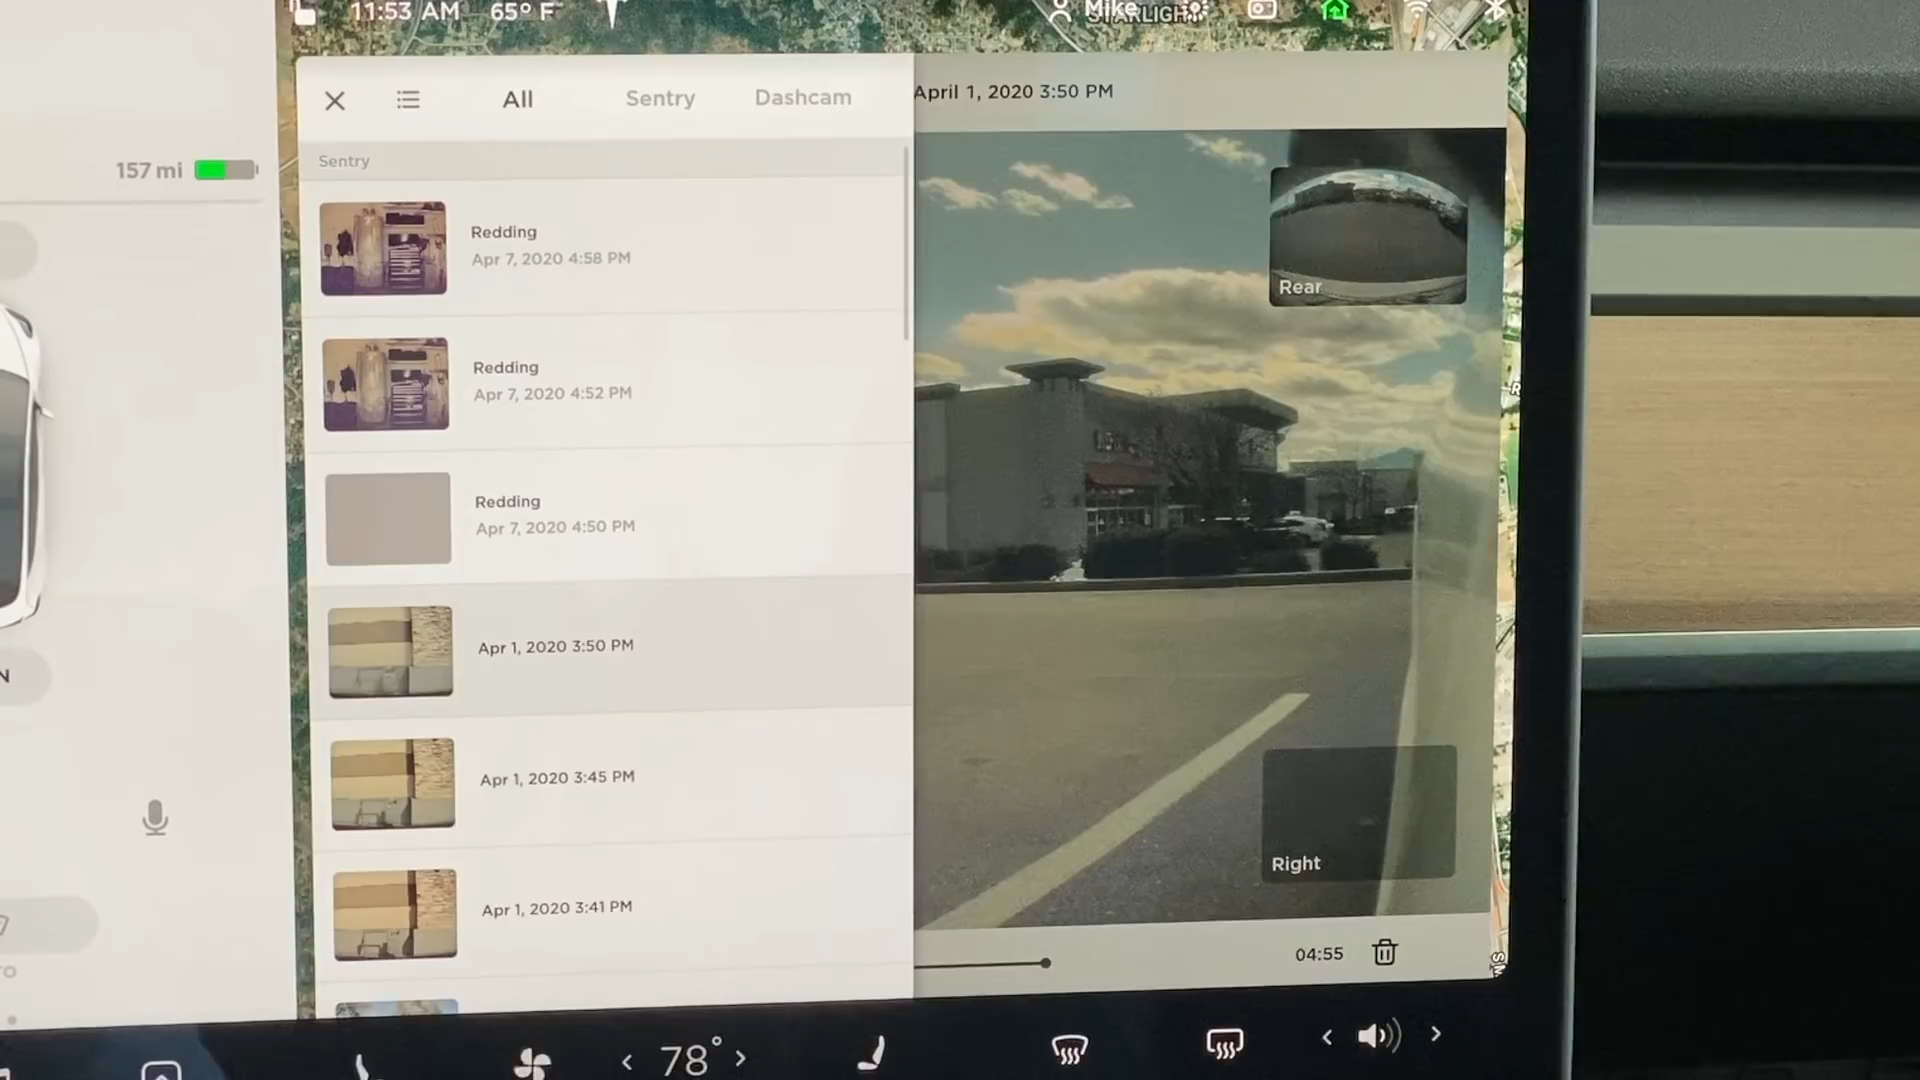 11:53 AM 65° F Mike
STARLIGH
157 mi
All Sentry Dashcam
April 1, 2020 3:50 PM
Sentry
Redding
Apr 7, 2020 4:58 PM
Rear
Redding
Apr 7, 2020 4:52 PM
Redding
Apr 7, 2020 4:50 PM
Apr 1, 2020 3:50 PM
N
Apr 1, 2020 3:45 PM
Right
Apr 1, 2020 3:41 PM
04:55
78°